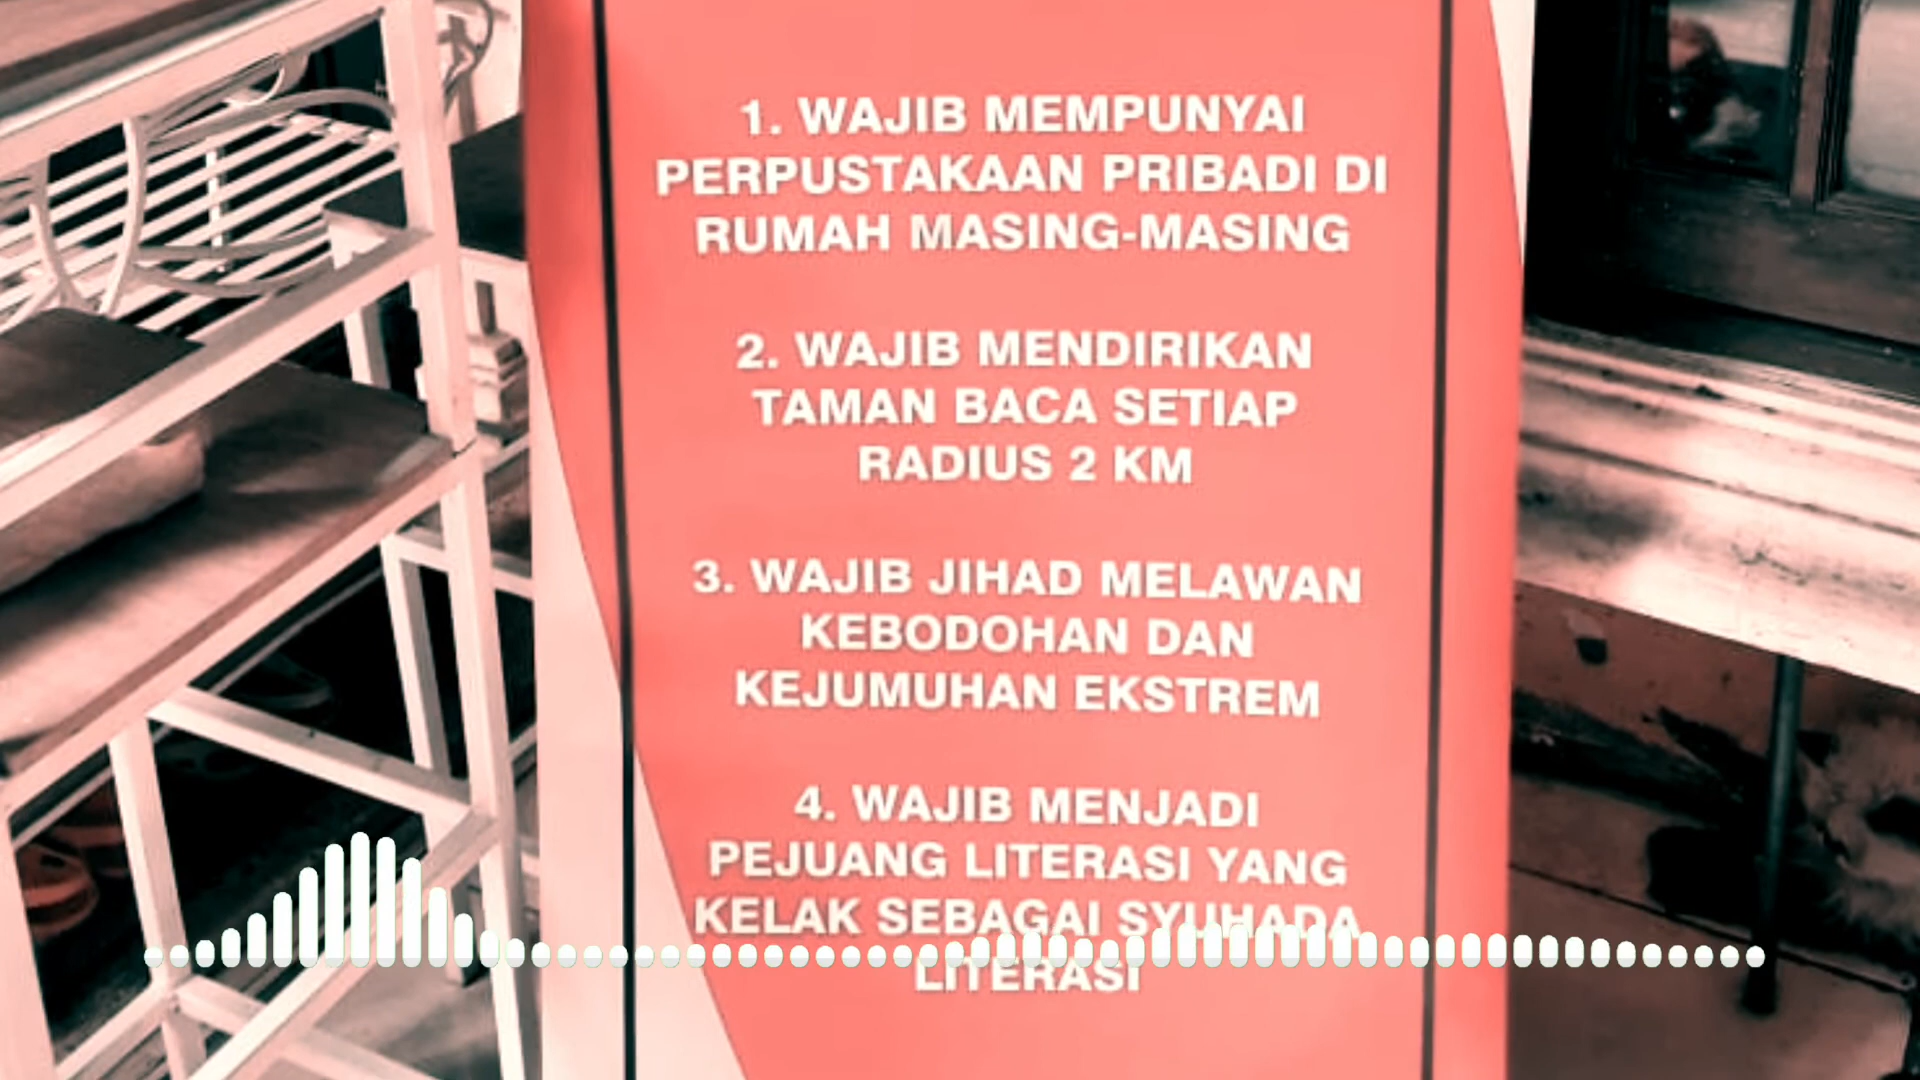 1. WAJIB MEMPUNYAI
PERPUSTAKAAN PRIBADI DI
RUMAH MASING-MASING
2. WAJIB MENDIRIKAN
TAMAN BACA SETIAP
RADIUS 2 KM
3. WAJIB JIHAD MELAWAN
KEBODOHAN DAN
KEJUMUHAN EKSTREM
4. WAJIB MENJADI
PEJUANG LITERASI YANG
KELAK SEBAGAI SYUHADA
LITERASI